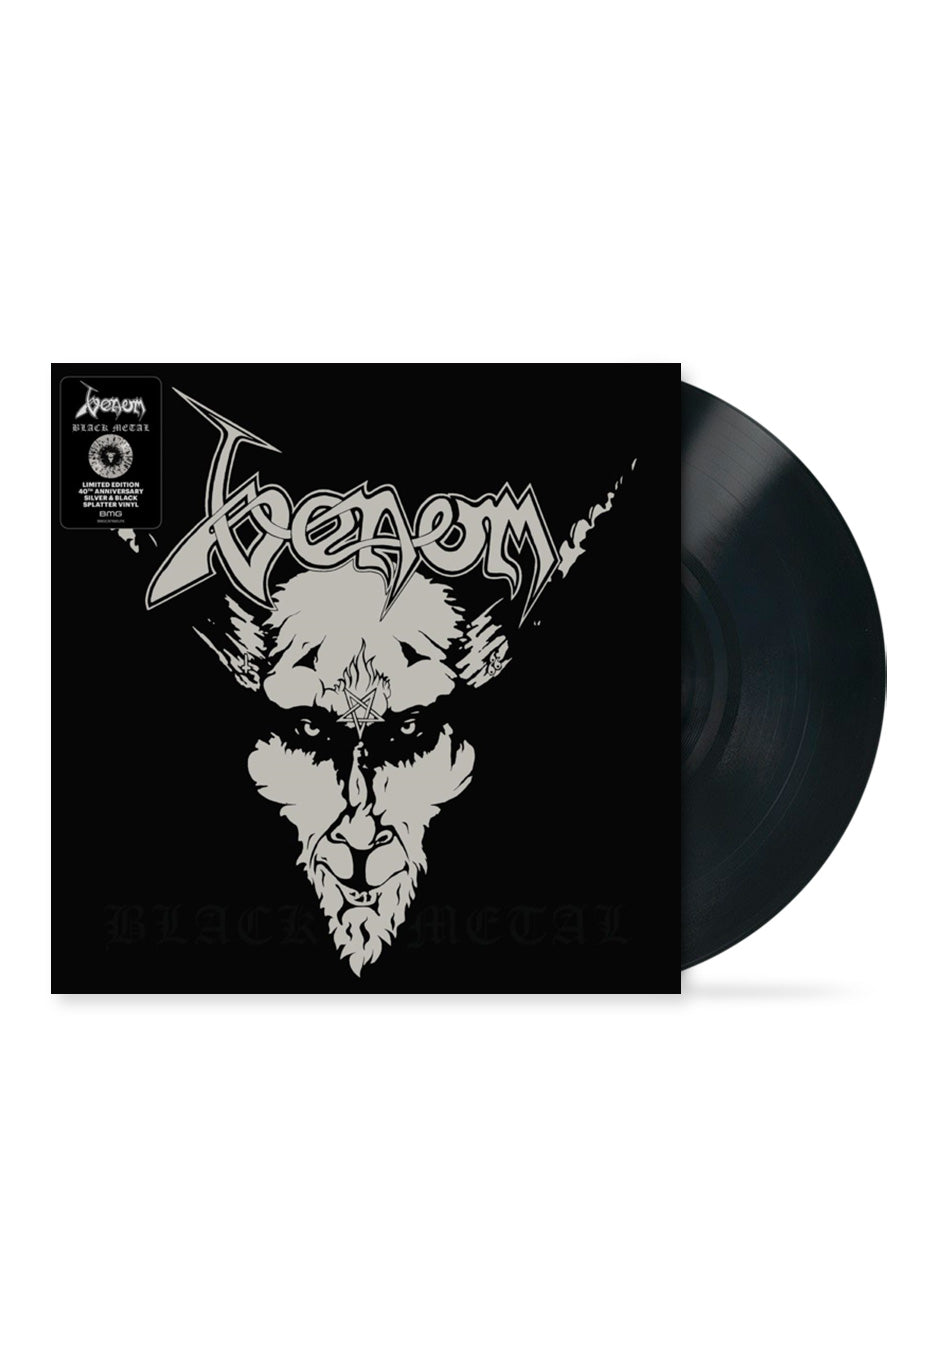 Venom
BLACK METAL
LIMITED EDITION
40TH ANNIVERSARY
SILVER & BLACK
SPLATTER VINYL
BMG
Venom
BLACK METAL